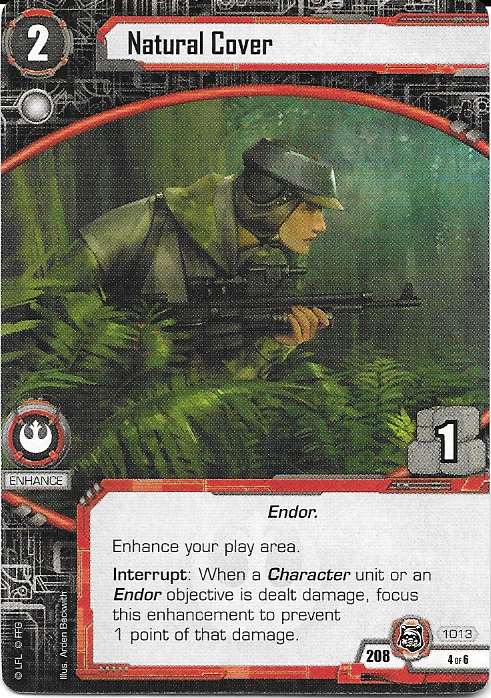 2
Natural Cover
ENHANCE
1
Endor.
Enhance your play area.
Interrupt: When a Character unit or an
Endor objective is dealt damage, focus
this enhancement to prevent
1 point of that damage.
© LFL © FFG
Illus. Arden Beckwith
208
1013
4 OF 6